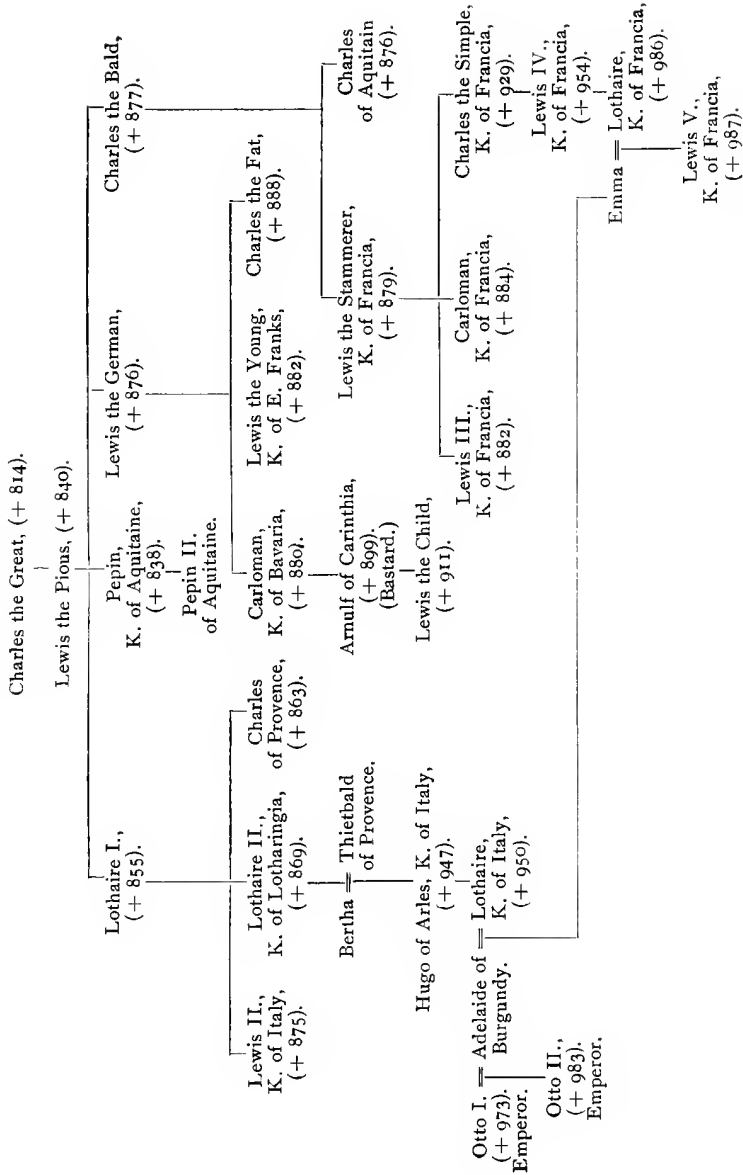 Charles the Great, (+ 814).
Lewis the Pious, (+ 840).
Lothaire I.,
(+ 855).
Pepin,
K. of Aquitaine,
(+ 838).
Pepin II.
of Aquitaine.
Lewis the German,
(+ 876).
Charles the Bald,
(+ 877).
Lewis II.,
K. of Italy,
(+ 875).
Lothaire II.,
K. of Lotharingia,
(+ 869).
Charles
of Provence,
(+ 863).
Carloman,
K. of Bavaria,
(+ 880).
Lewis the Young,
K. of E. Franks,
(+ 882).
Charles the Fat,
(+ 888).
Bertha = Thietbald
of Provence.
Arnulf of Carinthia,
(+ 899).
(Bastard.)
Lewis the Stammerer,
K. of Francia,
(+ 879).
Charles
of Aquitain
(+ 876).
Hugo of Arles, K. of Italy,
(+ 947).
Lewis the Child,
(+ 911).
Lewis III.,
K. of Francia,
(+ 882).
Carloman,
K. of Francia,
(+ 884).
Charles the Simple,
K. of Francia,
(+ 929).
Lewis IV.,
K. of Francia,
(+ 954).
Otto I. = Adelaide of = Lothaire,
(+ 973). Burgundy. K. of Italy,
Emperor. (+ 950).
Otto II.,
(+ 983).
Emperor.
Emma = Lothaire,
K. of Francia,
(+ 986).
Lewis V.,
K. of Francia,
(+ 987).